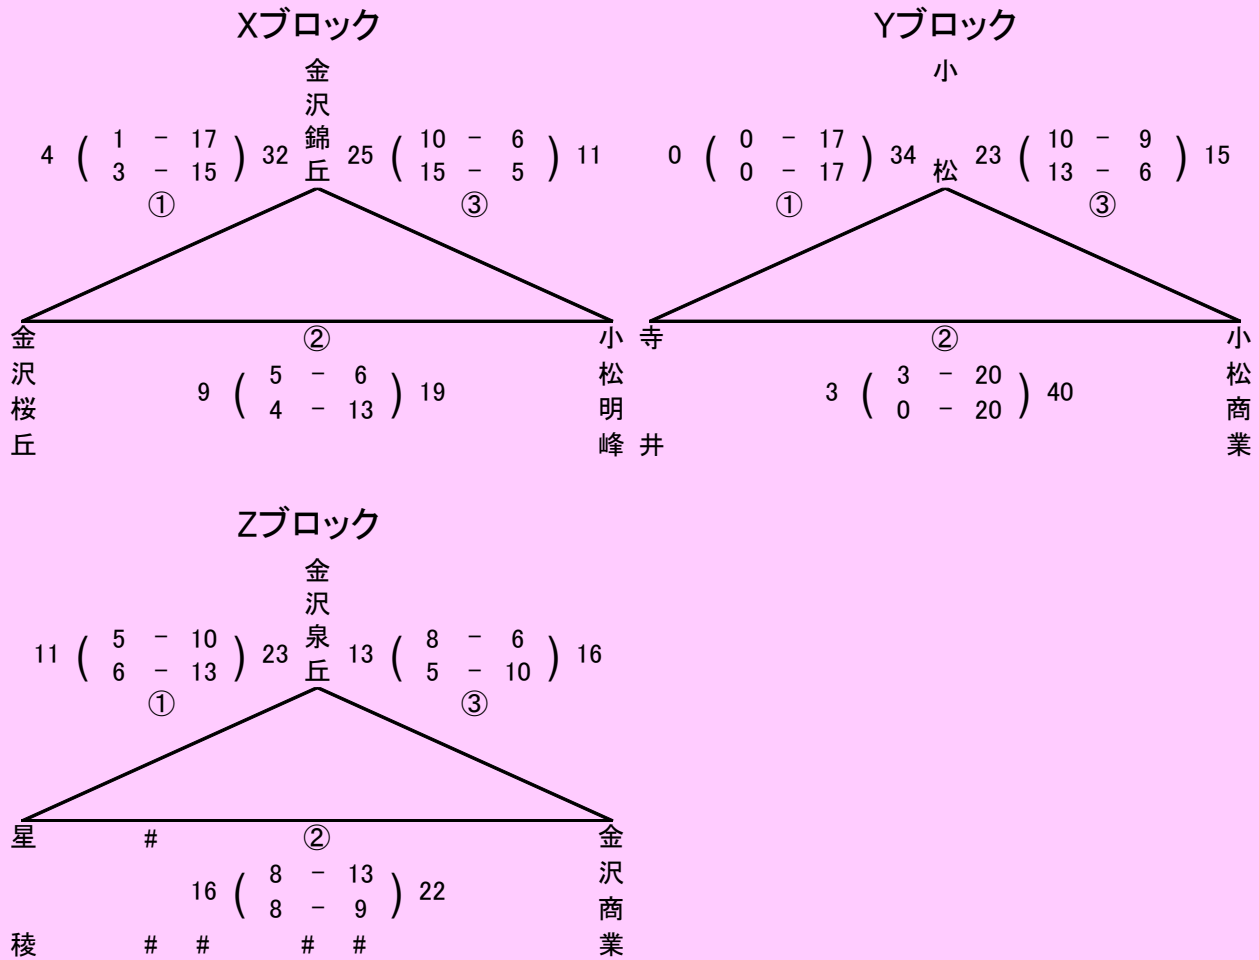 Xブロック
金沢錦丘
4 ( 1 - 17 ) 32
3 - 15
①
25 ( 10 - 6 ) 11
15 - 5
③
金沢桜丘
②
9 ( 5 - 6 ) 19
4 - 13
小松明峰
Yブロック
小松
0 ( 0 - 17 ) 34
0 - 17
①
23 ( 10 - 9 ) 15
13 - 6
③
寺井
②
3 ( 3 - 20 ) 40
0 - 20
小松商業
Zブロック
金沢泉丘
11 ( 5 - 10 ) 23
6 - 13
①
13 ( 8 - 6 ) 16
5 - 10
③
星稜
# ②
16 ( 8 - 13 ) 22
8 - 9
# # # #
金沢商業